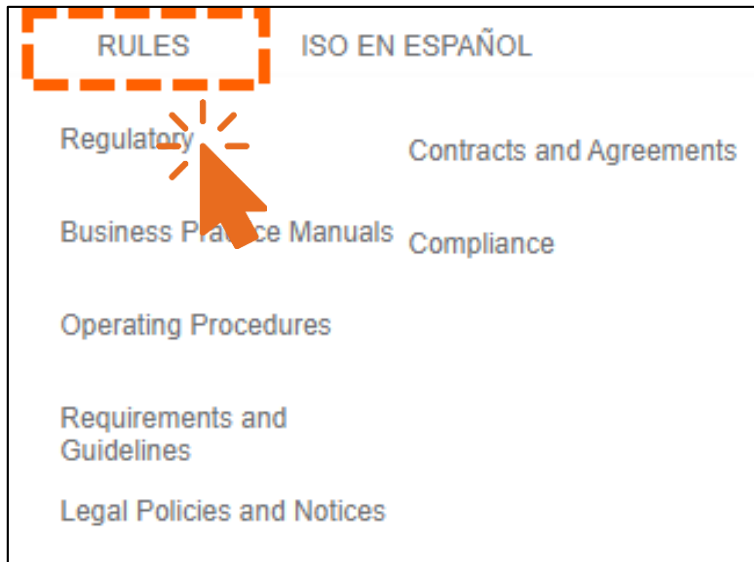 RULES ISO EN ESPAÑOL
Regulatory
Contracts and Agreements
Business Practice Manuals
Compliance
Operating Procedures
Requirements and
Guidelines
Legal Policies and Notices